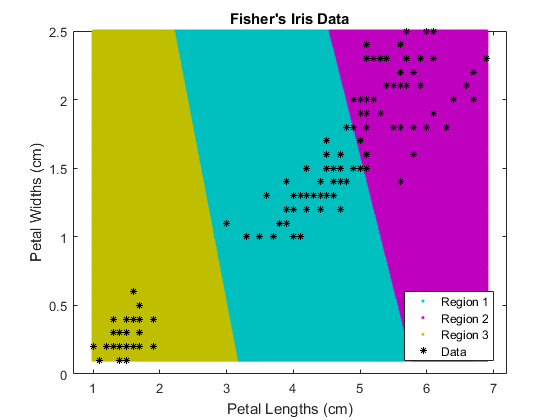 Fisher's Iris Data
Petal Widths (cm)
2.5
2
1.5
1
0.5
0
1 2 3 4 5 6 7
Petal Lengths (cm)
Region 1
Region 2
Region 3
Data